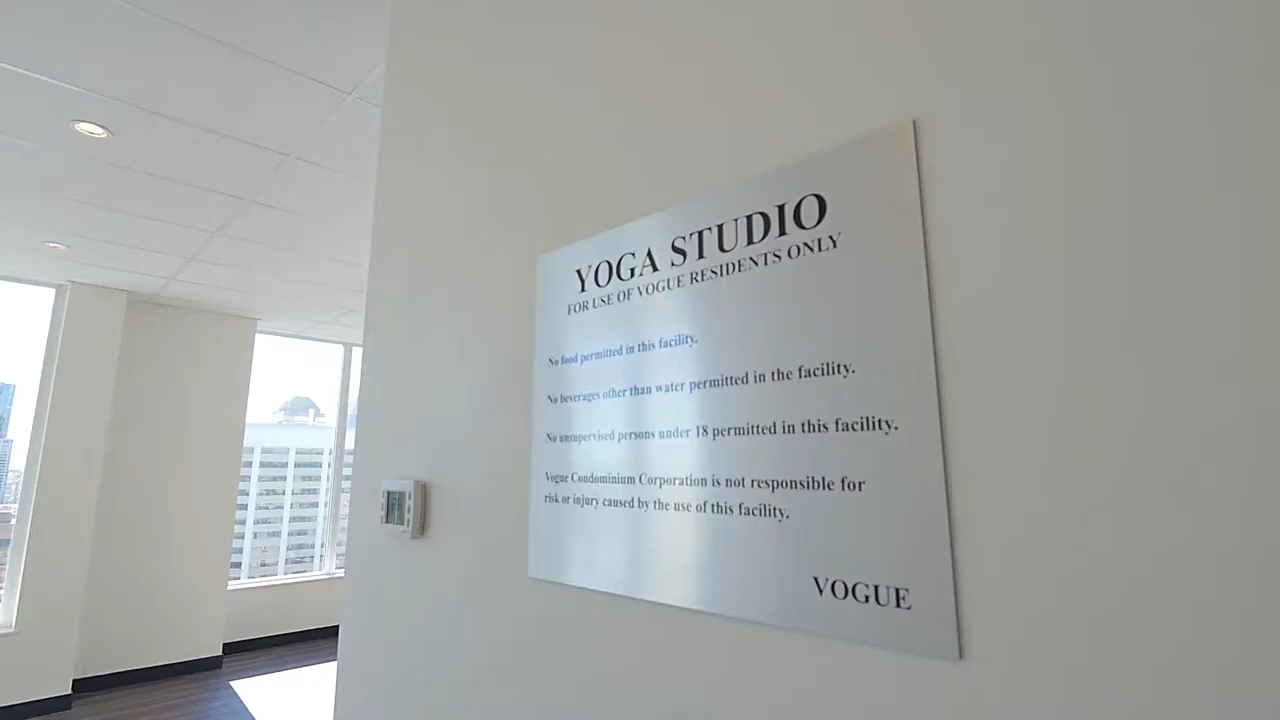 YOGA STUDIO
FOR USE OF VOGUE RESIDENTS ONLY
No food permitted in this facility.
No beverages other than water permitted in the facility.
No unsupervised persons under 18 permitted in this facility.
Vogue Condominium Corporation is not responsible for
risk or injury caused by the use of this facility.
VOGUE